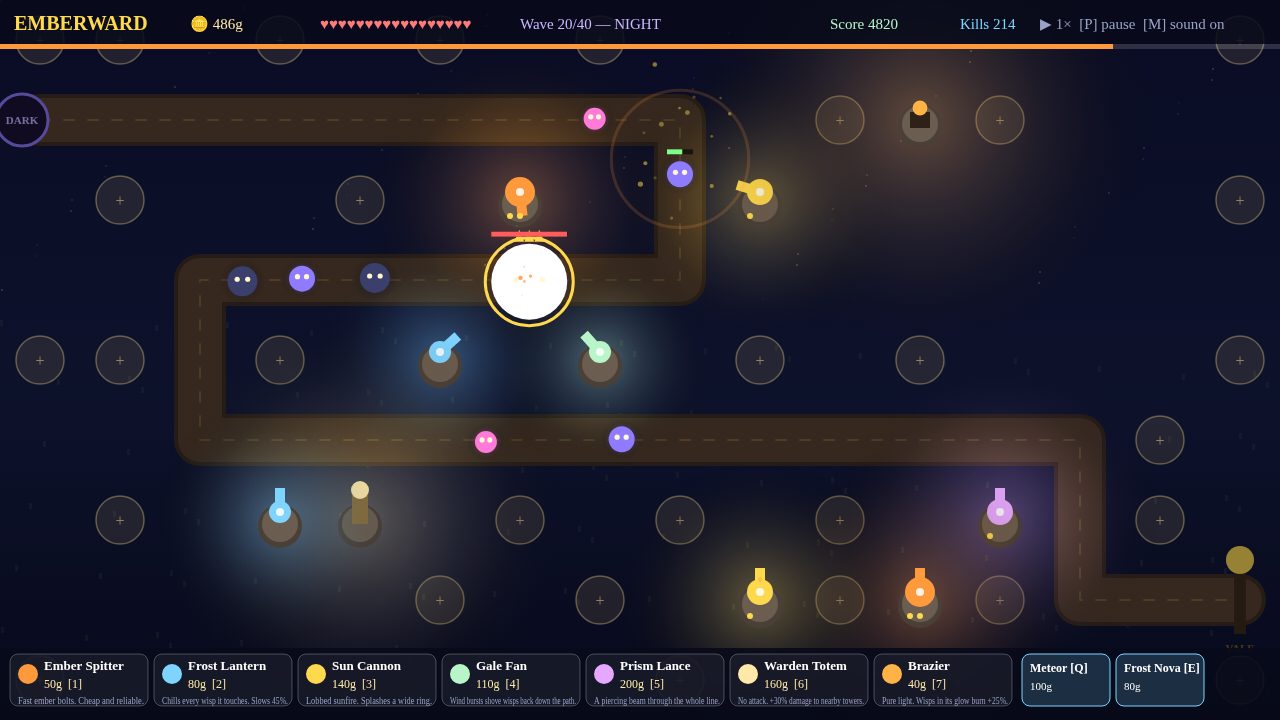 EMBERWARD 🪙 486g ♥♥♥♥♥♥♥♥♥♥♥♥♥♥♥♥♥ Wave 20/40 — NIGHT Score 4820 Kills 214 ▶ 1× [P] pause [M] sound on
DARK
VALE
Ember Spitter
50g [1]
Fast ember bolts. Cheap and reliable.
Frost Lantern
80g [2]
Chills every wisp it touches. Slows 45%.
Sun Cannon
140g [3]
Lobbed sunfire. Splashes a wide ring.
Gale Fan
110g [4]
Wind bursts shove wisps back down the path.
Prism Lance
200g [5]
A piercing beam through the whole line.
Warden Totem
160g [6]
No attack. +30% damage to nearby towers.
Brazier
40g [7]
Pure light. Wisps in its glow burn +25%.
Meteor [Q]
100g
Frost Nova [E]
80g